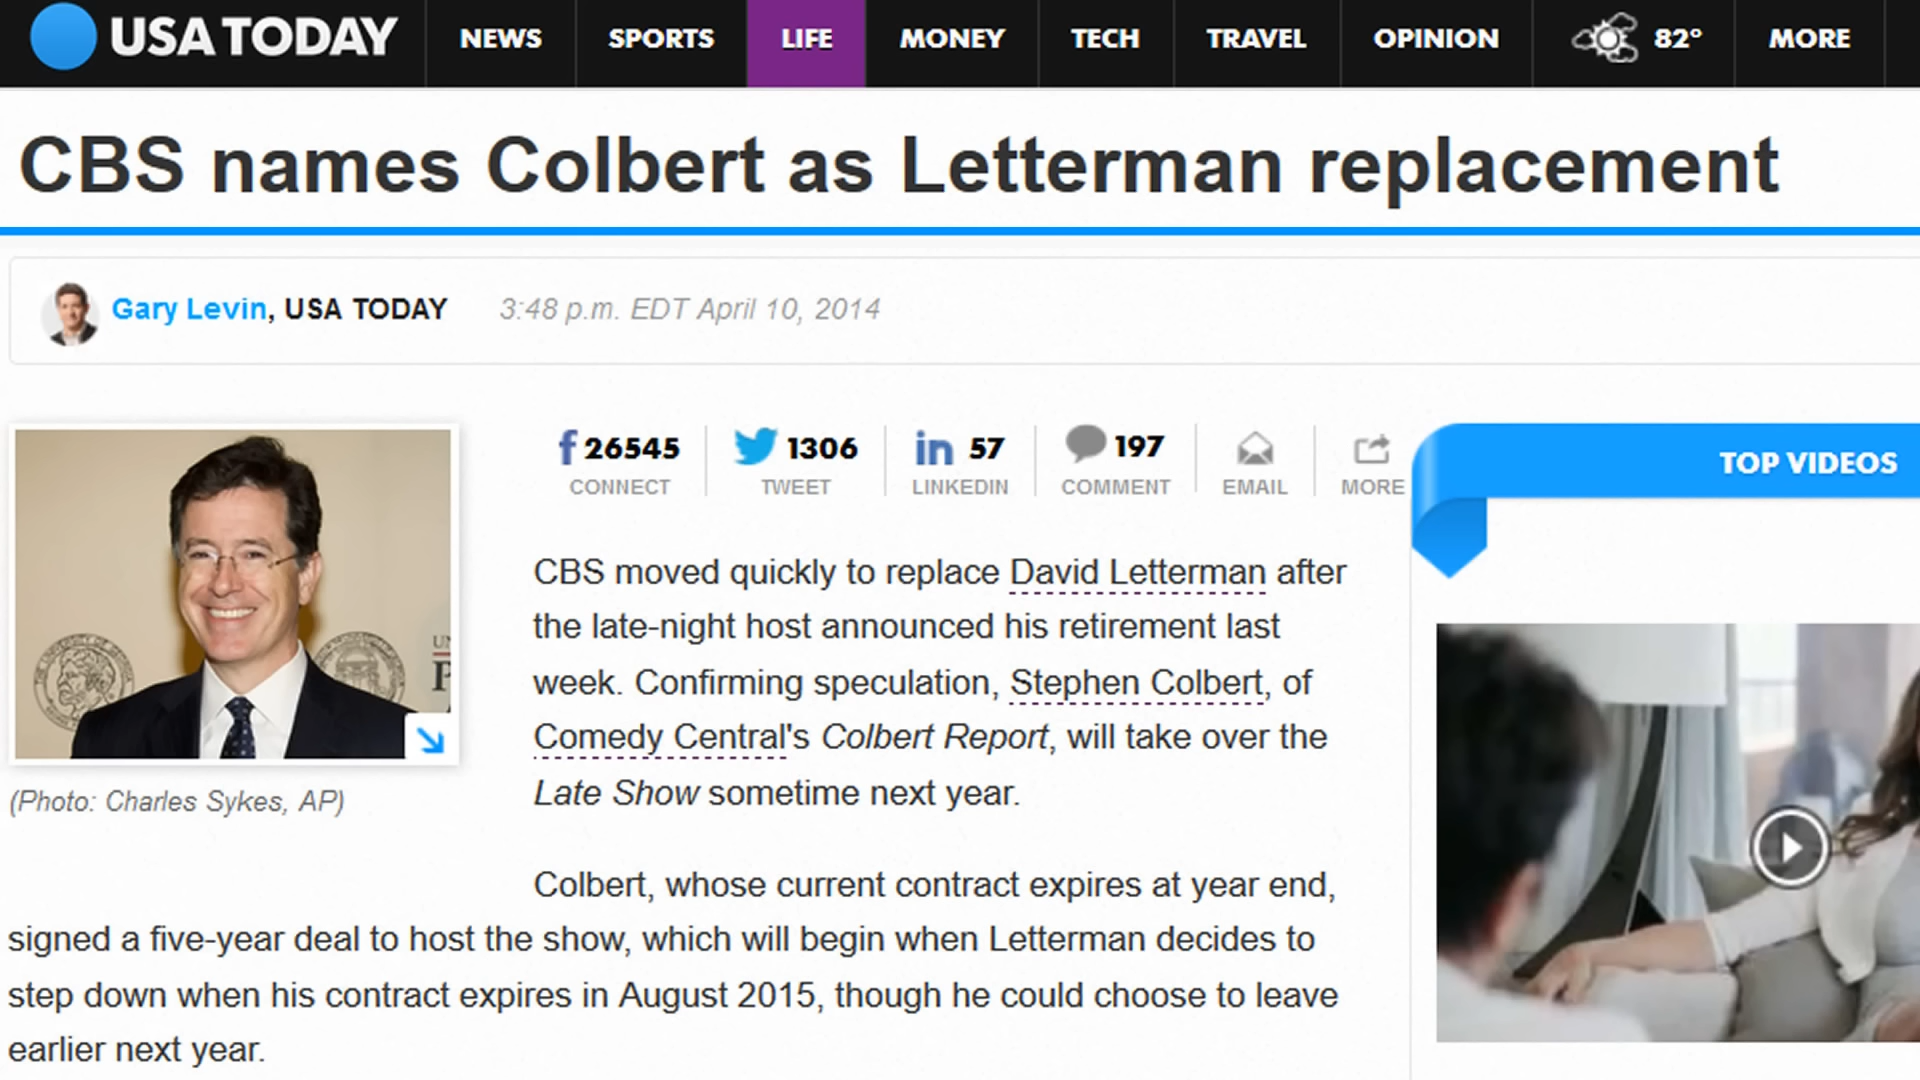 USA TODAY NEWS SPORTS LIFE MONEY TECH TRAVEL OPINION 82° MORE
CBS names Colbert as Letterman replacement
Gary Levin, USA TODAY 3:48 p.m. EDT April 10, 2014
f 26545 1306 in 57 197
CONNECT TWEET LINKEDIN COMMENT EMAIL MORE
TOP VIDEOS
(Photo: Charles Sykes, AP)
CBS moved quickly to replace David Letterman after
the late-night host announced his retirement last
week. Confirming speculation, Stephen Colbert, of
Comedy Central's Colbert Report, will take over the
Late Show sometime next year.
Colbert, whose current contract expires at year end,
signed a five-year deal to host the show, which will begin when Letterman decides to
step down when his contract expires in August 2015, though he could choose to leave
earlier next year.